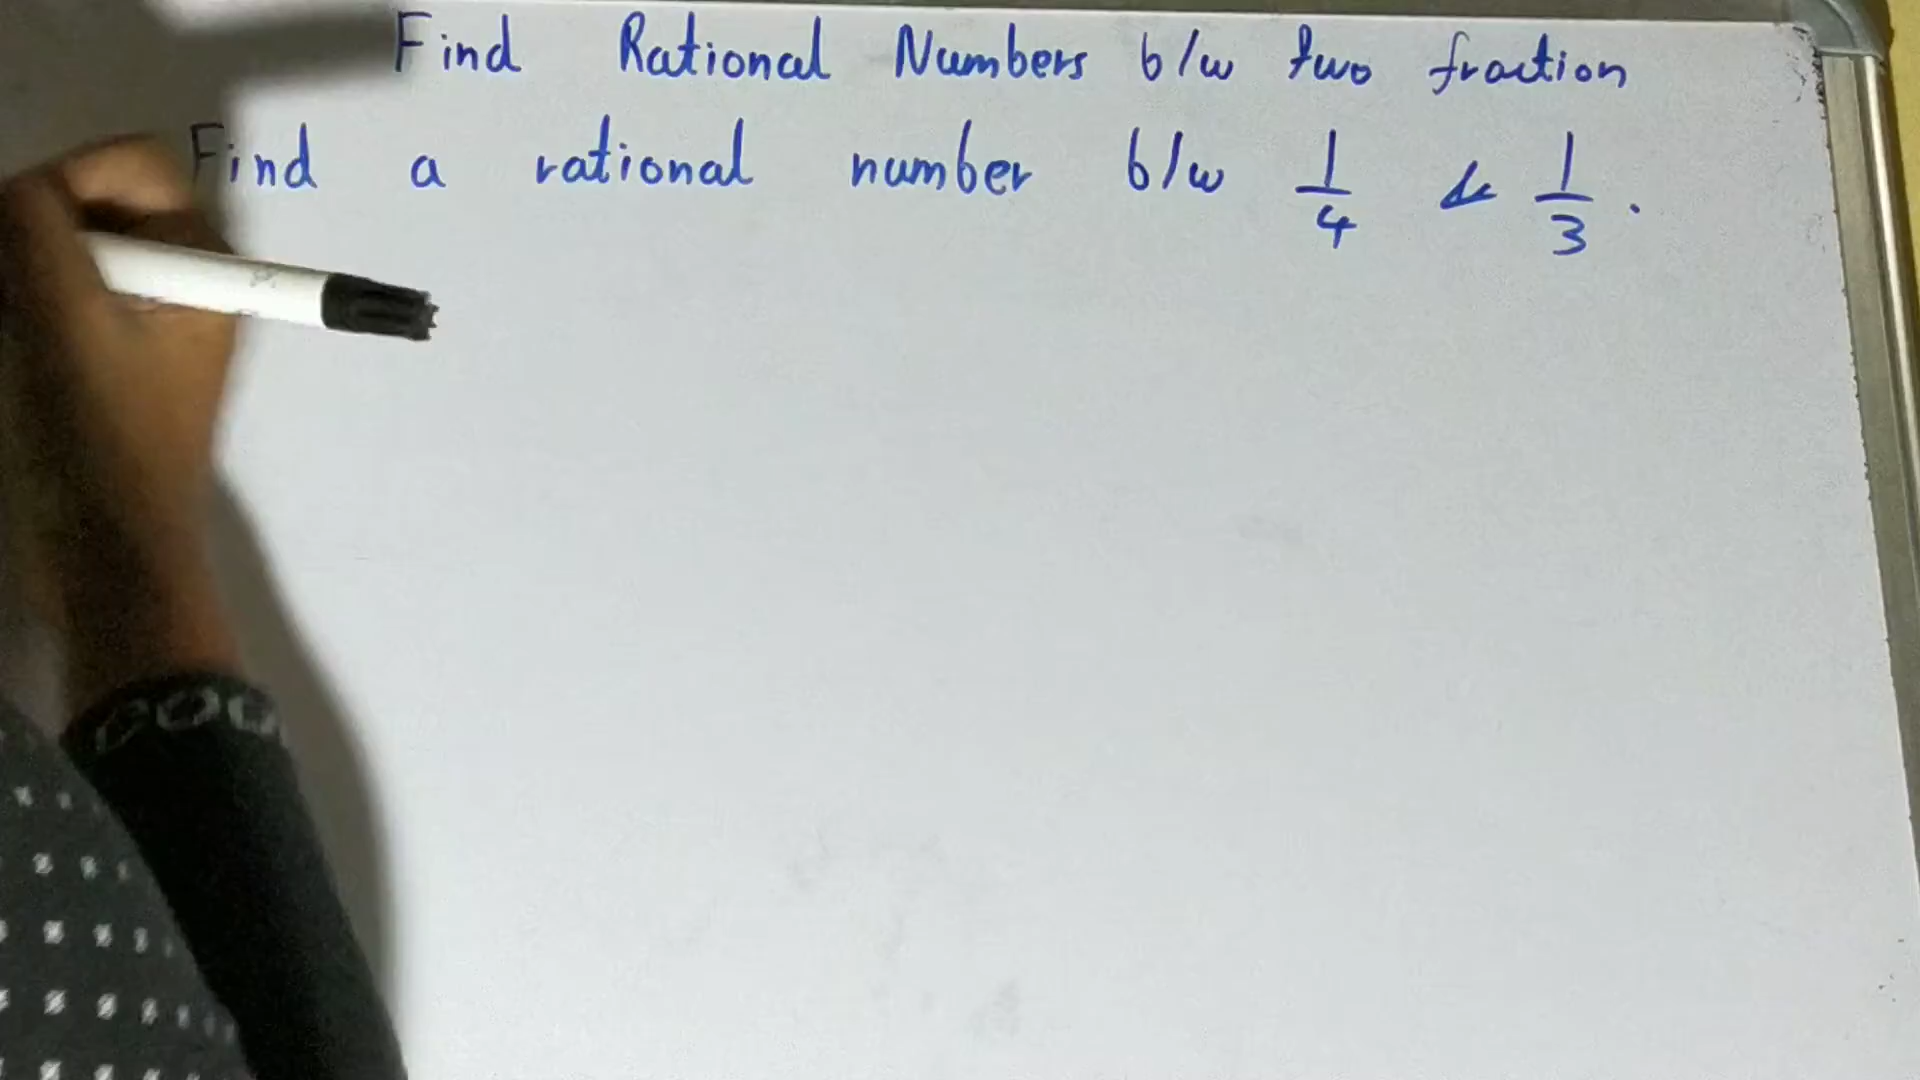 Find Rational Numbers b/w two fraction
Find a rational number b/w 1/4 & 1/3.